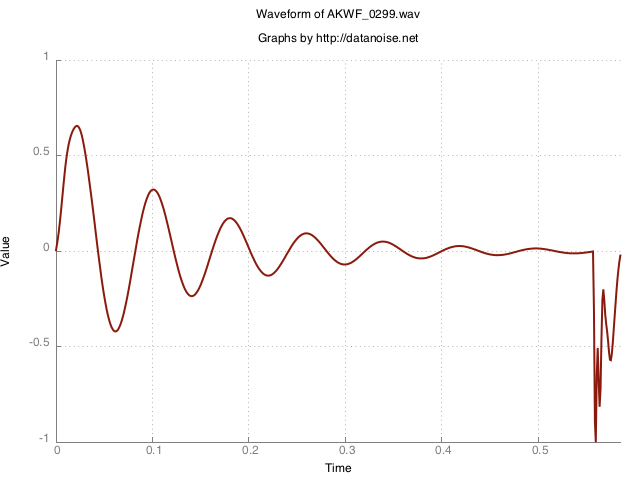 Waveform of AKWF_0299.wav
Graphs by http://datanoise.net
1
0.5
0
-0.5
-1
Value
0 0.1 0.2 0.3 0.4 0.5
Time